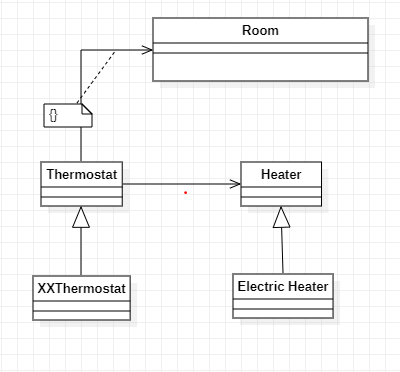 Room
{}
Thermostat
Heater
XXThermostat
Electric Heater